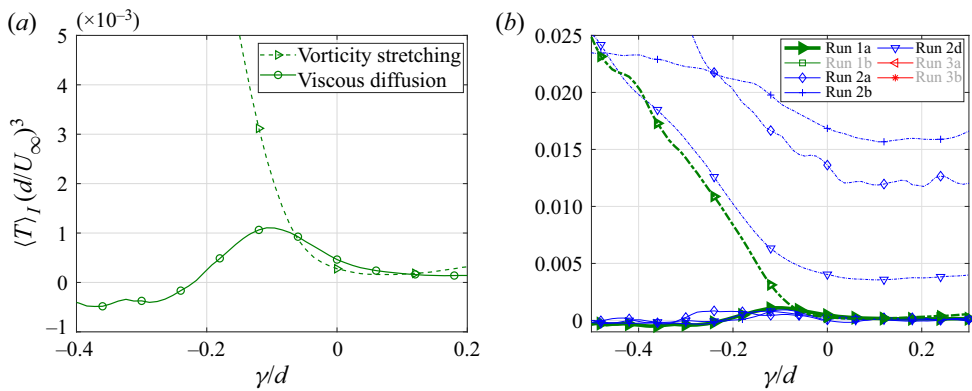 (a)
(×10⁻³)
5
4
3
2
1
0
−1
⟨T⟩_I (d/U_∞)³
Vorticity stretching
Viscous diffusion
−0.4
−0.2
0
0.2
γ/d
(b)
0.025
0.020
0.015
0.010
0.005
0
Run 1a
Run 1b
Run 2a
Run 2b
Run 2d
Run 3a
Run 3b
−0.4
−0.2
0
0.2
γ/d